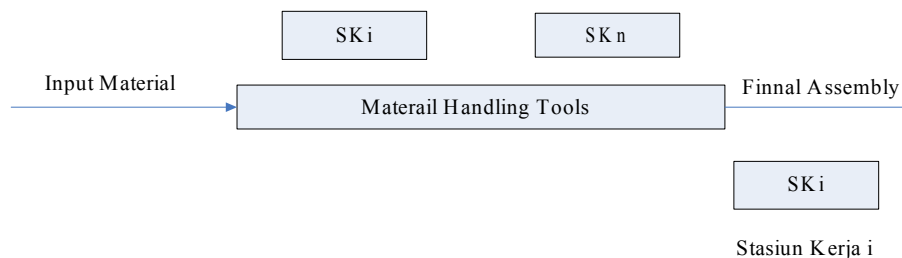 SK i
SK n
Input Material
Materail Handling Tools
Finnal Assembly
SK i
Stasiun Kerja i